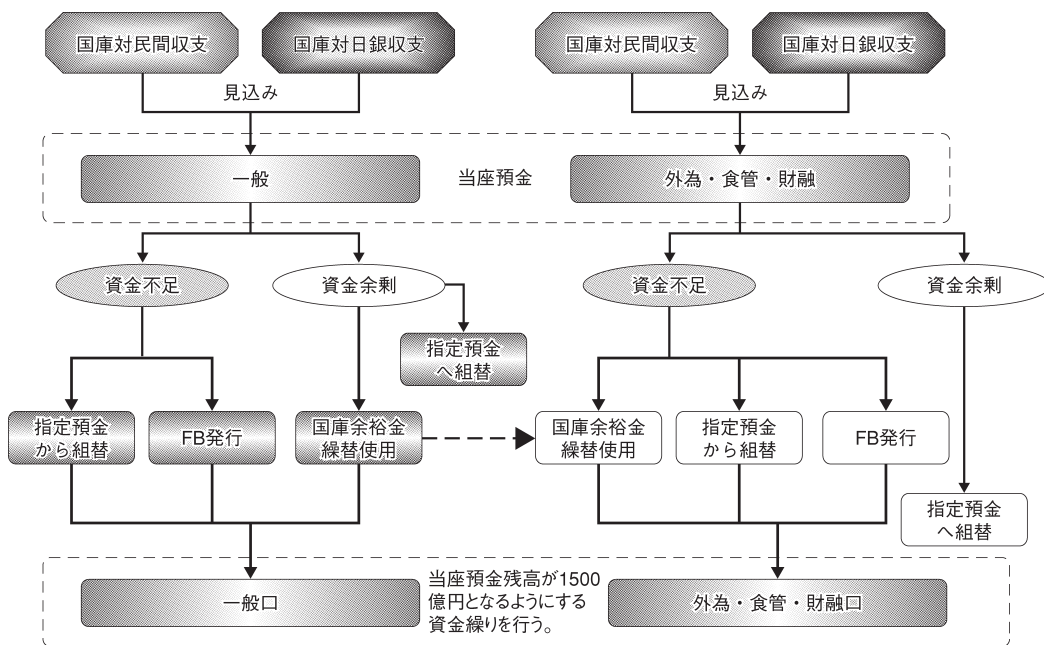 国庫対民間収支
国庫対日銀収支
国庫対民間収支
国庫対日銀収支
見込み
見込み
一般
当座預金
外為・食管・財融
資金不足
資金余剰
資金不足
資金余剰
指定預金
へ組替
指定預金
から組替
FB発行
国庫余裕金
繰替使用
国庫余裕金
繰替使用
指定預金
から組替
FB発行
指定預金
へ組替
一般口
当座預金残高が1500
億円となるようにする
資金繰りを行う。
外為・食管・財融口